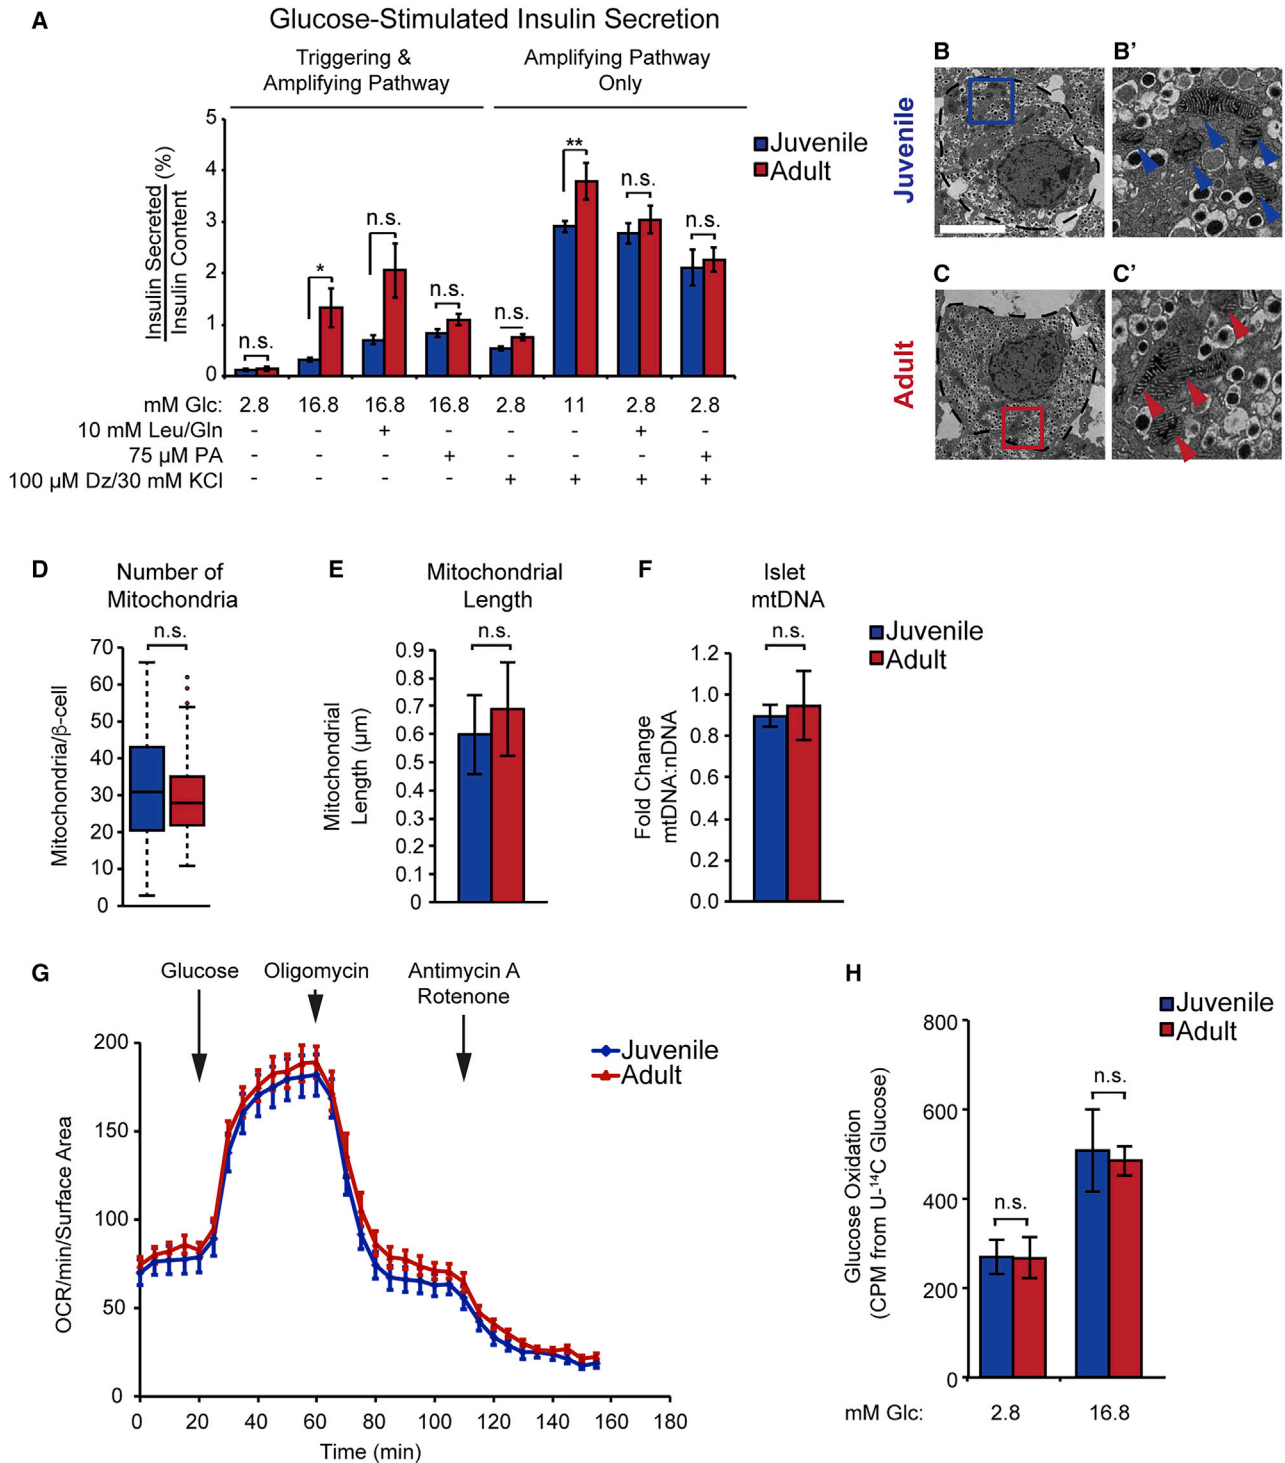 A
Glucose-Stimulated Insulin Secretion
Triggering &
Amplifying Pathway
Amplifying Pathway
Only
Insulin Secreted
Insulin Content
(%)
5
4
3
2
1
0
n.s.
*
n.s.
n.s.
n.s.
**
n.s.
n.s.
Juvenile
Adult
mM Glc: 2.8 16.8 16.8 16.8 2.8 11 2.8 2.8
10 mM Leu/Gln - - + - - - + -
75 µM PA - - - + - - - +
100 µM Dz/30 mM KCl - - - - + + + +
B
B’
Juvenile
C
C’
Adult
D
Number of
Mitochondria
n.s.
Mitochondria/β-cell
70
60
50
40
30
20
10
0
E
Mitochondrial
Length
n.s.
Mitochondrial
Length (µm)
0.9
0.8
0.7
0.6
0.5
0.4
0.3
0.2
0.1
0
F
Islet
mtDNA
n.s.
Fold Change
mtDNA:nDNA
1.2
1.0
0.8
0.6
0.4
0.2
0.0
Juvenile
Adult
G
Glucose
Oligomycin
Antimycin A
Rotenone
Juvenile
Adult
OCR/min/Surface Area
200
150
100
50
0
0 20 40 60 80 100 120 140 160 180
Time (min)
H
Juvenile
Adult
Glucose Oxidation
(CPM from U-¹⁴C Glucose)
800
600
400
200
0
n.s.
n.s.
mM Glc: 2.8 16.8